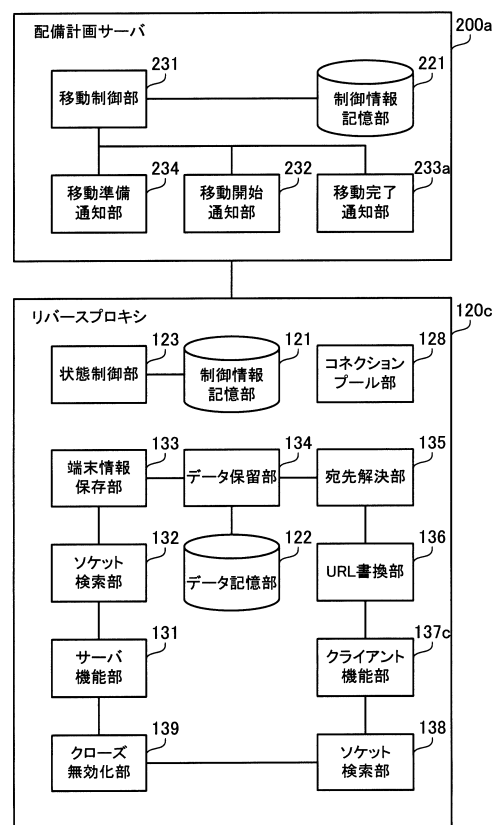 配備計画サーバ
200a
231
移動制御部
221
制御情報
記憶部
234
移動準備
通知部
232
移動開始
通知部
233a
移動完了
通知部
リバースプロキシ
120c
123
状態制御部
121
制御情報
記憶部
128
コネクション
プール部
133
端末情報
保存部
134
データ保留部
135
宛先解決部
132
ソケット
検索部
122
データ記憶部
136
URL書換部
131
サーバ
機能部
137c
クライアント
機能部
139
クローズ
無効化部
138
ソケット
検索部